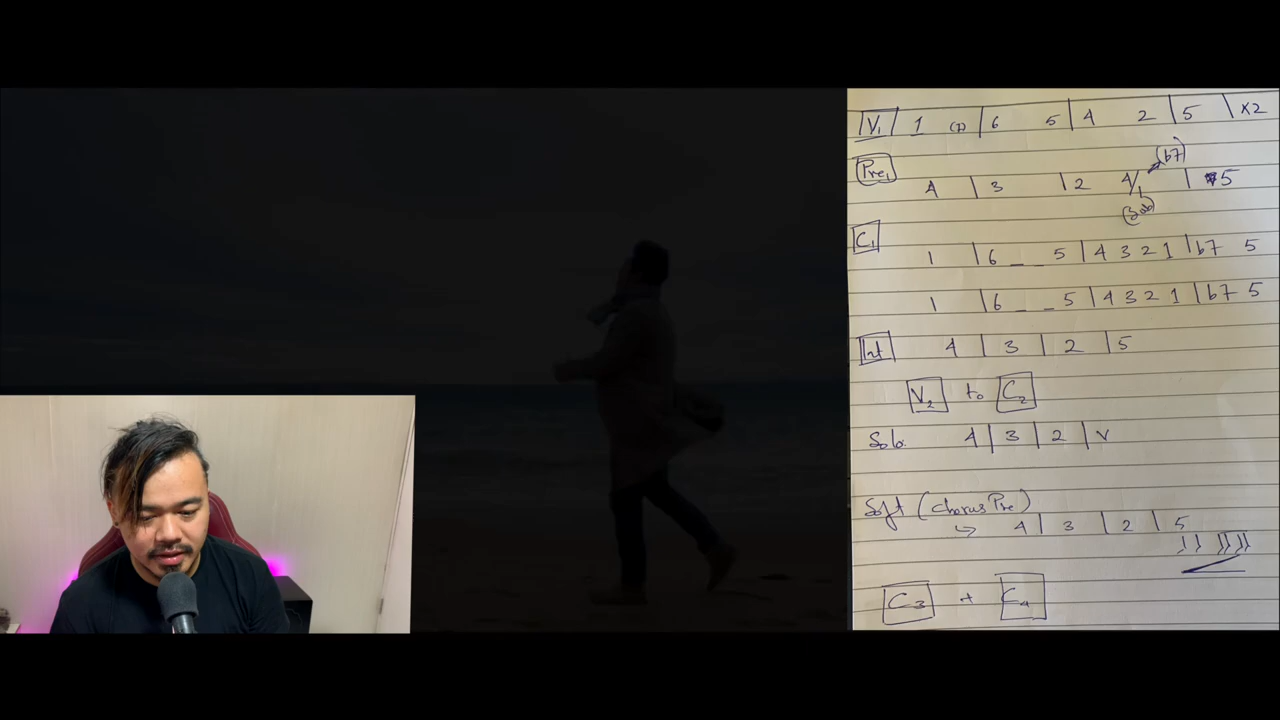 V1 1 (7) | 6 5 | 4 2 | 5 | x2
Pre1
(b7)
4 | 3 | 2 4/1 | 5
C1
1 | 6 _ _ 5 | 4 3 2 1 | b7 5
1 | 6 _ _ 5 | 4 3 2 1 | b7 5
Int 4 | 3 | 2 | 5
V2 to C2
Solo 4 | 3 | 2 | V
Soft (Chorus Pre)
↳ 4 | 3 | 2 | 5
C3 + C4